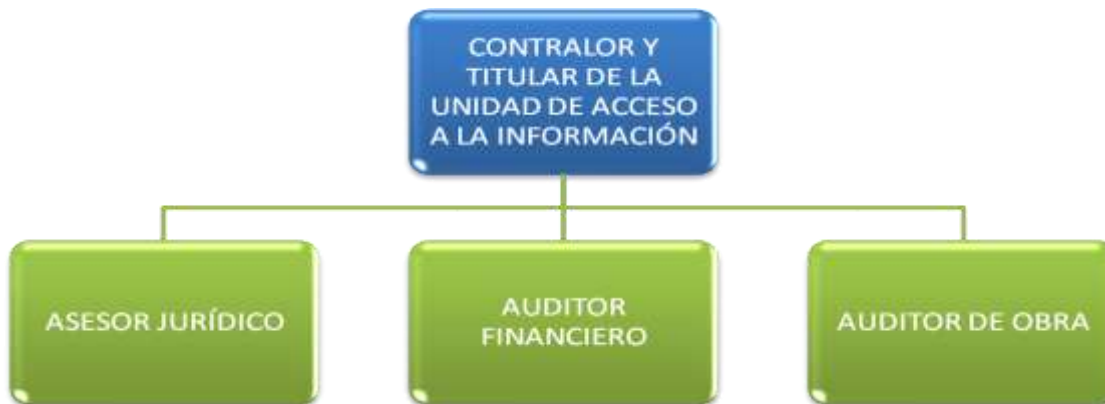 CONTRALOR Y
TITULAR DE LA
UNIDAD DE ACCESO
A LA INFORMACIÓN
ASESOR JURÍDICO
AUDITOR
FINANCIERO
AUDITOR DE OBRA